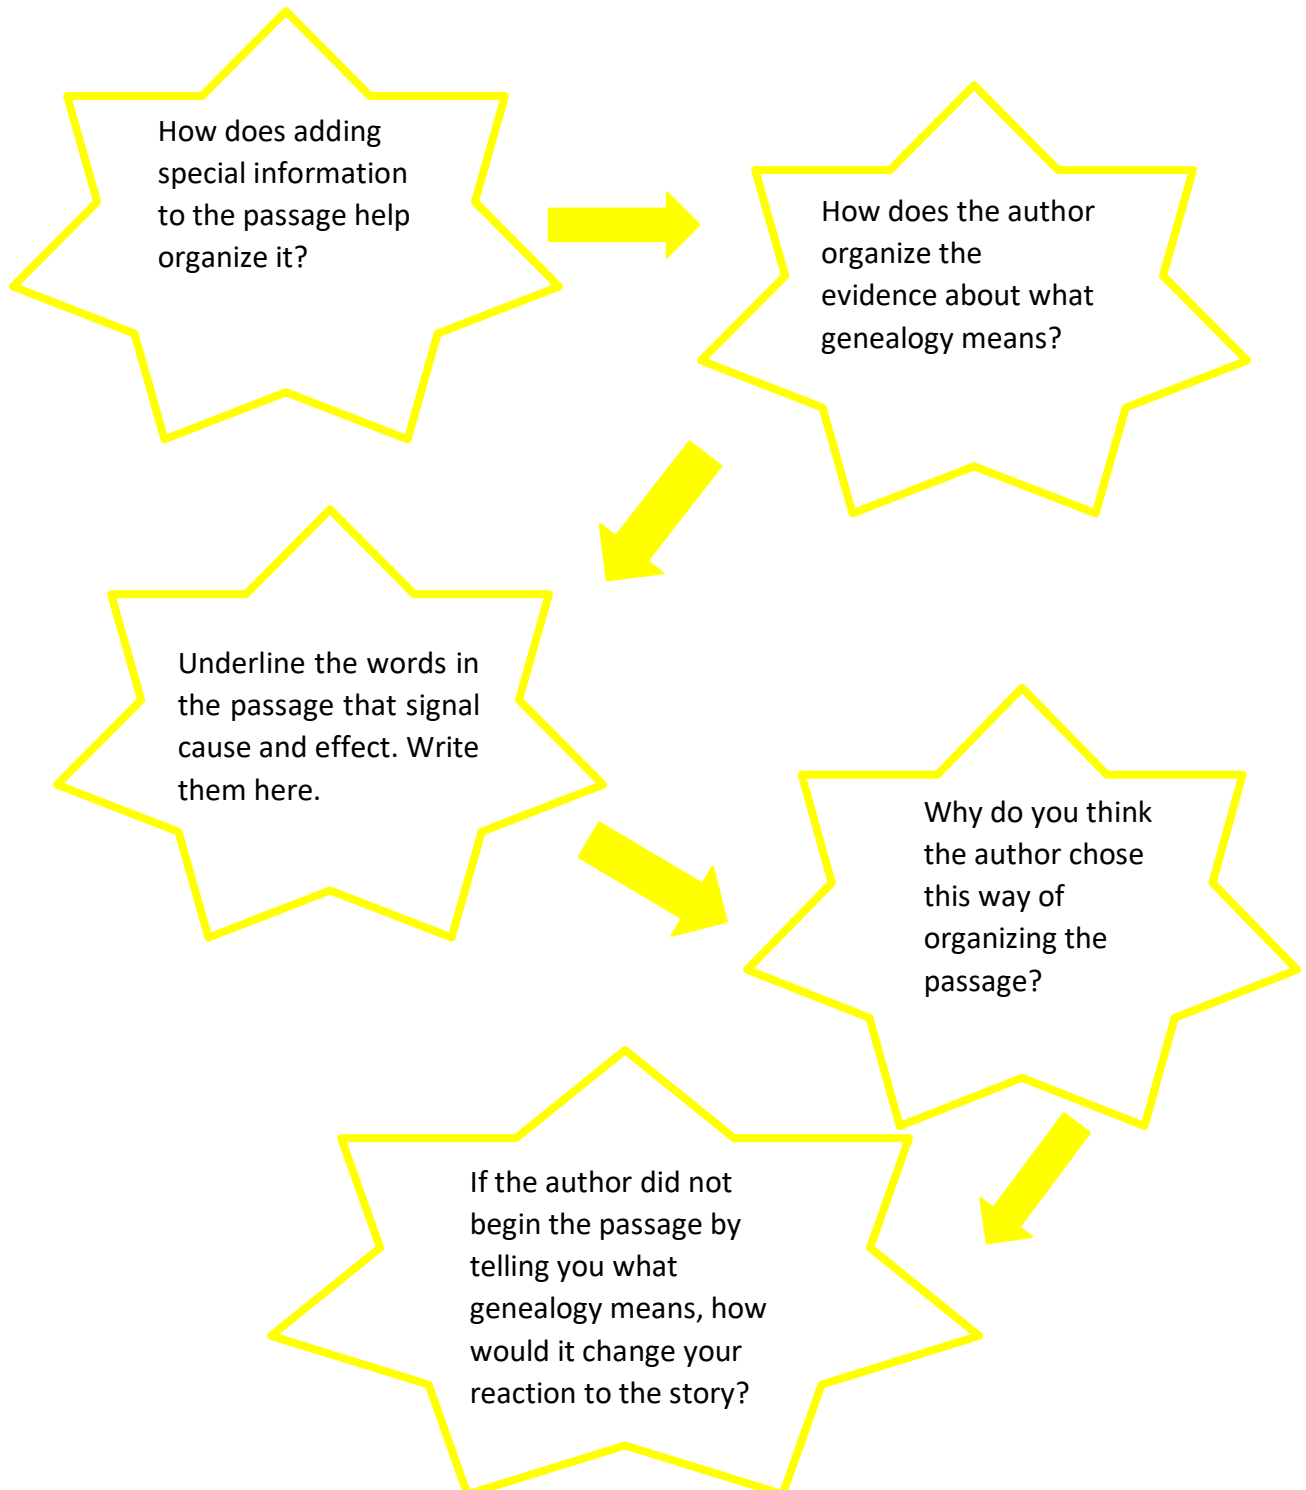 How does adding
special information
to the passage help
organize it?
How does the author
organize the
evidence about what
genealogy means?
Underline the words in
the passage that signal
cause and effect. Write
them here.
Why do you think
the author chose
this way of
organizing the
passage?
If the author did not
begin the passage by
telling you what
genealogy means, how
would it change your
reaction to the story?